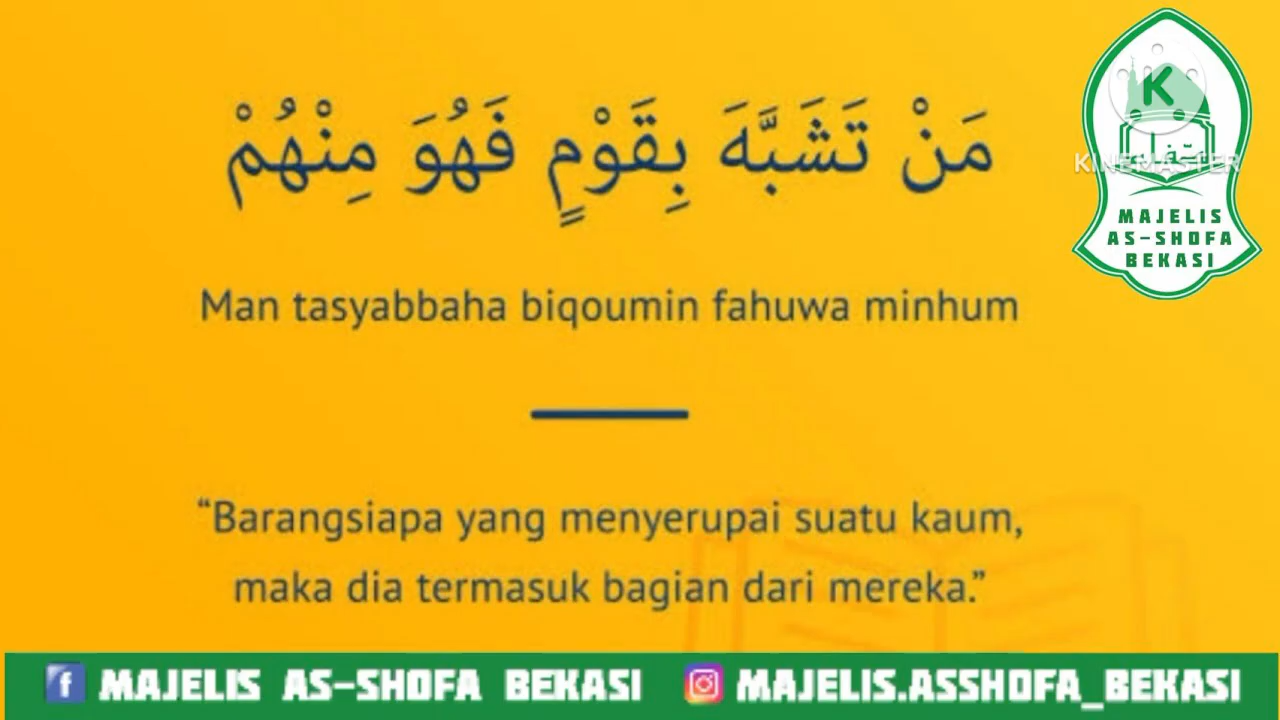 مَنْ تَشَبَّهَ بِقَوْمٍ فَهُوَ مِنْهُمْ
Man tasyabbaha biqoumin fahuwa minhum
“Barangsiapa yang menyerupai suatu kaum,
maka dia termasuk bagian dari mereka.”
K
KINEMASTER
MAJELIS
AS-SHOFA
BEKASI
MAJELIS AS-SHOFA BEKASI
MAJELIS.ASSHOFA_BEKASI